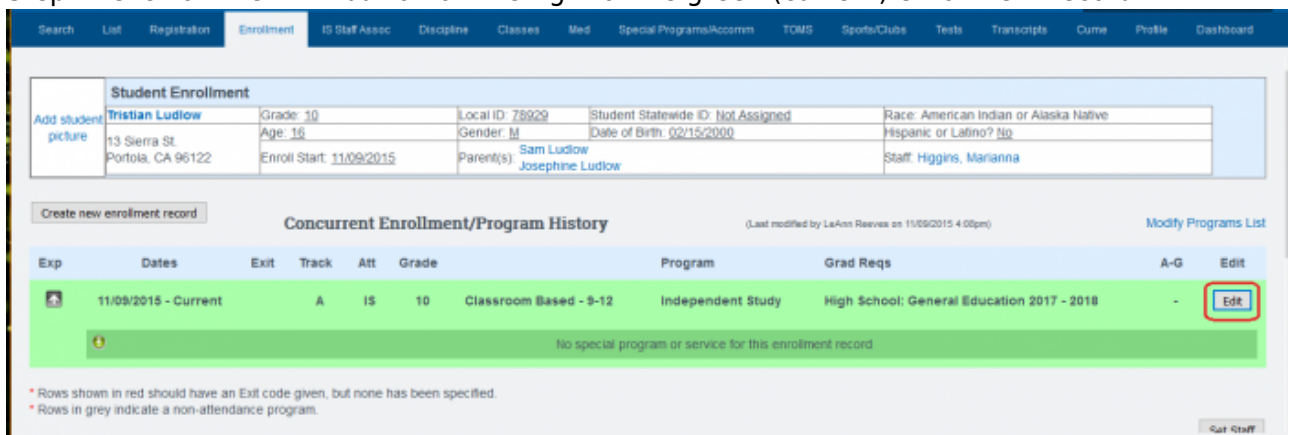 Search List Registration Enrollment IS Staff Assoc Discipline Classes Med Special Programs/Accomm TOMS Sports/Clubs Tests Transcripts Cume Profile Dashboard
Student Enrollment
Add student picture
Tristian Ludlow Grade: 10 Local ID: 78929 Student Statewide ID: Not Assigned Race: American Indian or Alaska Native
13 Sierra St. Age: 16 Gender: M Date of Birth: 02/15/2000 Hispanic or Latino? No
Portola, CA 96122 Enroll Start: 11/09/2015 Parent(s): Sam Ludlow Josephine Ludlow Staff: Higgins, Marianna
Create new enrollment record Concurrent Enrollment/Program History (Last modified by LeAnn Reeves on 11/09/2015 4:08pm) Modify Programs List
Exp Dates Exit Track Att Grade Program Grad Reqs A-G Edit
11/09/2015 - Current A IS 10 Classroom Based - 9-12 Independent Study High School: General Education 2017 - 2018 - Edit
No special program or service for this enrollment record
* Rows shown in red should have an Exit code given, but none has been specified.
* Rows in grey indicate a non-attendance program.
Set Staff